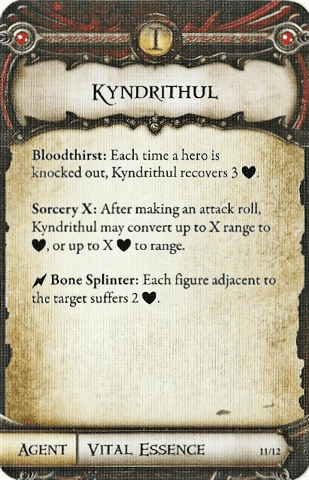 I
Kyndrithul
Bloodthirst: Each time a hero is
knocked out, Kyndrithul recovers 3 ♥.
Sorcery X: After making an attack roll,
Kyndrithul may convert up to X range to
♥, or up to X ♥ to range.
Bone Splinter: Each figure adjacent to
the target suffers 2 ♥.
Agent Vital Essence 11/12